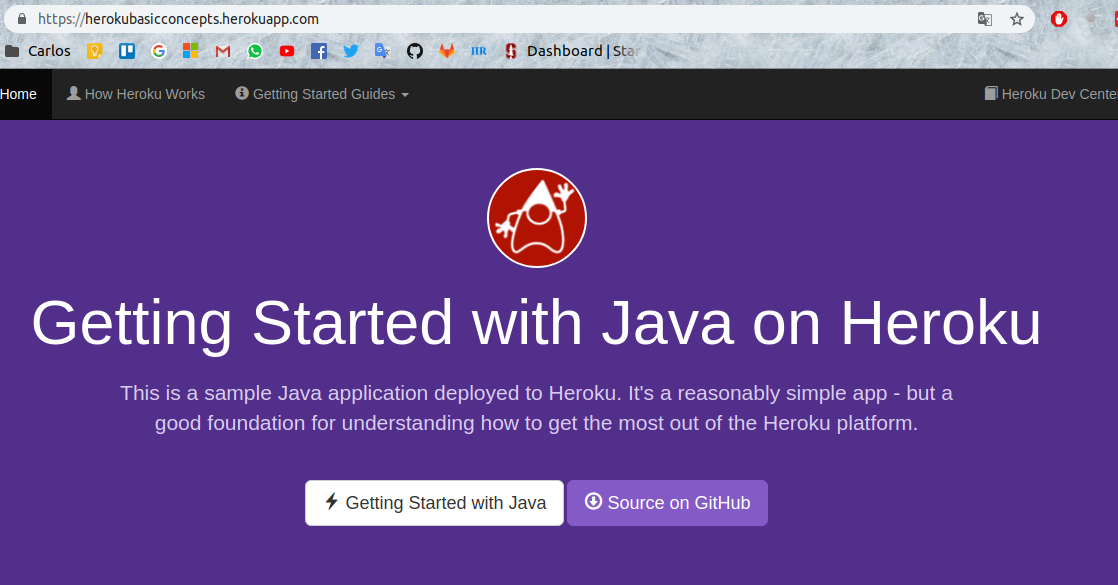 https://herokubasicconcepts.herokuapp.com
Carlos
HR
Dashboard | Star
Home
How Heroku Works
Getting Started Guides
Heroku Dev Cente
Getting Started with Java on Heroku
This is a sample Java application deployed to Heroku. It's a reasonably simple app - but a
good foundation for understanding how to get the most out of the Heroku platform.
Getting Started with Java
Source on GitHub